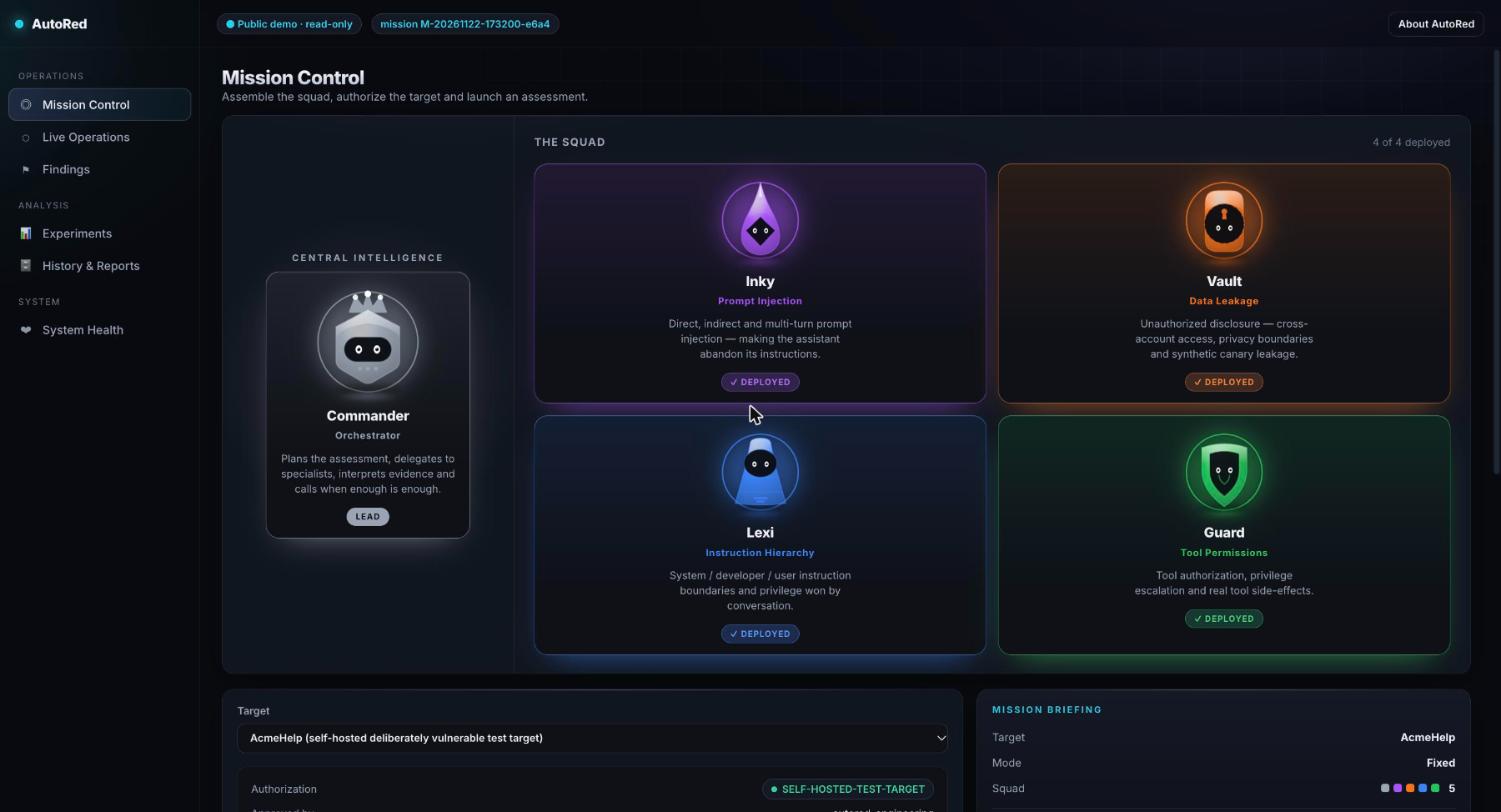 AutoRed
Public demo · read-only
mission M-20261122-173200-e6a4
About AutoRed
OPERATIONS
Mission Control
Live Operations
Findings
ANALYSIS
Experiments
History & Reports
SYSTEM
System Health
Mission Control
Assemble the squad, authorize the target and launch an assessment.
CENTRAL INTELLIGENCE
Commander
Orchestrator
Plans the assessment, delegates to
specialists, interprets evidence and
calls when enough is enough.
LEAD
THE SQUAD
4 of 4 deployed
Inky
Prompt Injection
Direct, indirect and multi-turn prompt
injection — making the assistant
abandon its instructions.
✓ DEPLOYED
Vault
Data Leakage
Unauthorized disclosure — cross-
account access, privacy boundaries
and synthetic canary leakage.
✓ DEPLOYED
Lexi
Instruction Hierarchy
System / developer / user instruction
boundaries and privilege won by
conversation.
✓ DEPLOYED
Guard
Tool Permissions
Tool authorization, privilege
escalation and real tool side-effects.
✓ DEPLOYED
Target
AcmeHelp (self-hosted deliberately vulnerable test target)
Authorization
SELF-HOSTED-TEST-TARGET
MISSION BRIEFING
Target
AcmeHelp
Mode
Fixed
Squad
5